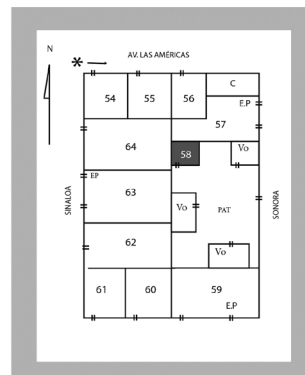 N
AV. LAS AMÉRICAS
*
54 55 56 C
E.P
57
64 58 Vo
EP
63 Vo PAT
SINALOA
SONORA
62 Vo
61 60 59
E.P